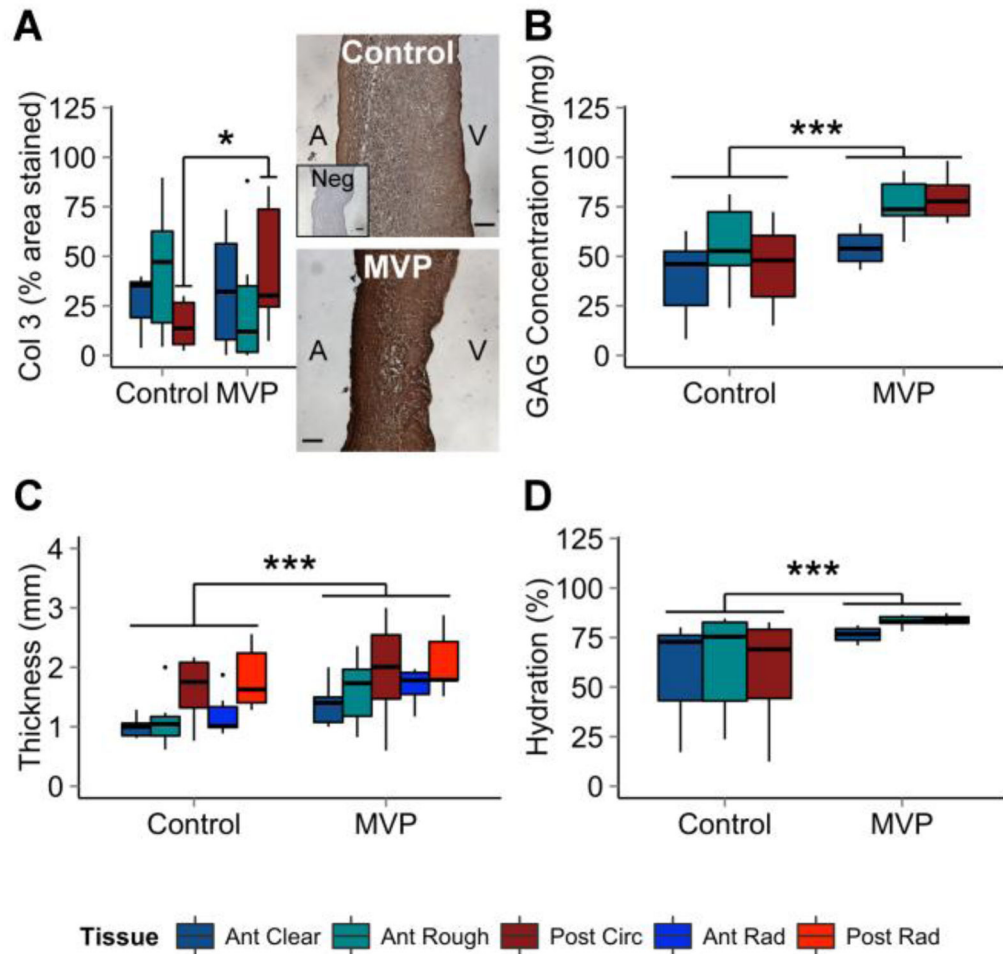 A
Col 3 (% area stained)
125
100
75
50
25
0
*
Control MVP
Control
A
V
Neg
MVP
A
V
B
GAG Concentration (µg/mg)
125
100
75
50
25
0
***
Control MVP
C
Thickness (mm)
4
3
2
1
0
***
Control MVP
D
Hydration (%)
125
100
75
50
25
0
***
Control MVP
Tissue Ant Clear Ant Rough Post Circ Ant Rad Post Rad